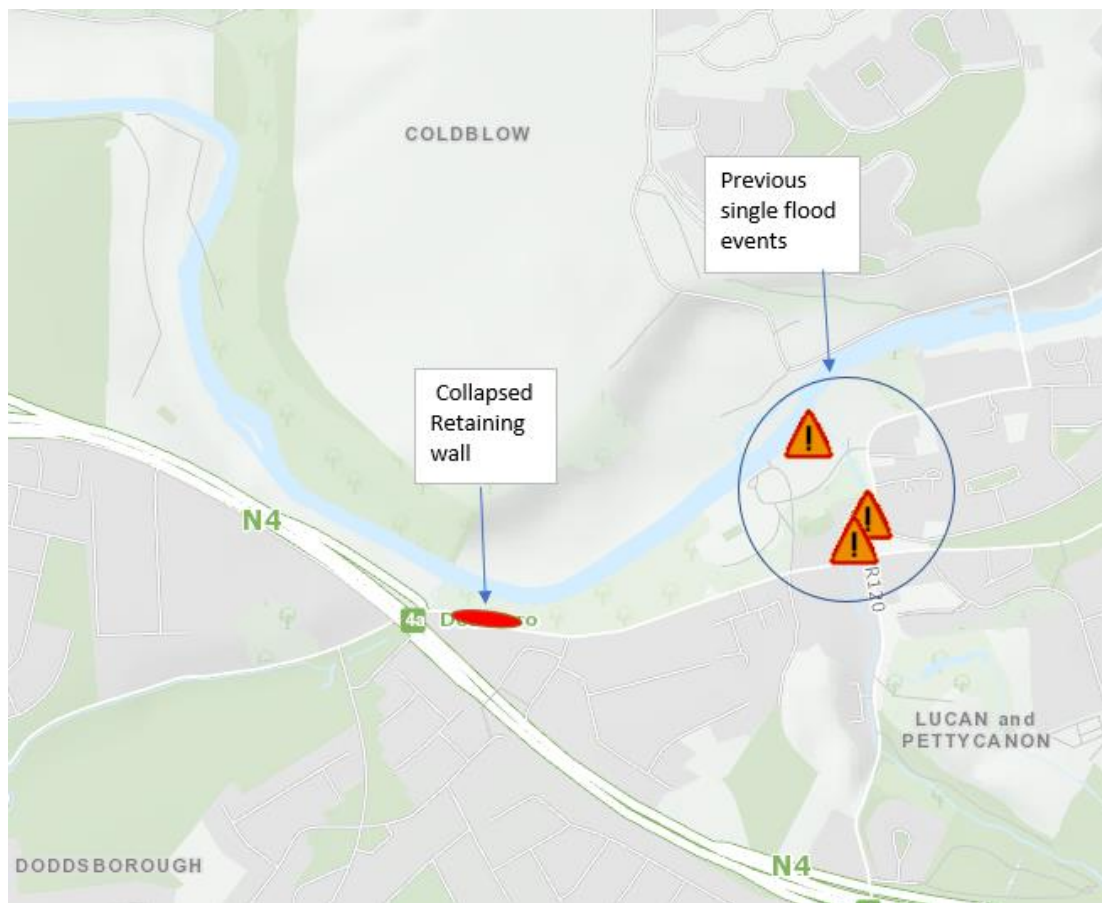 COLDBLOW
Previous
single flood
events
Collapsed
Retaining
wall
N4
4a
R120
LUCAN and
PETTYCANON
DODDSBOROUGH
N4